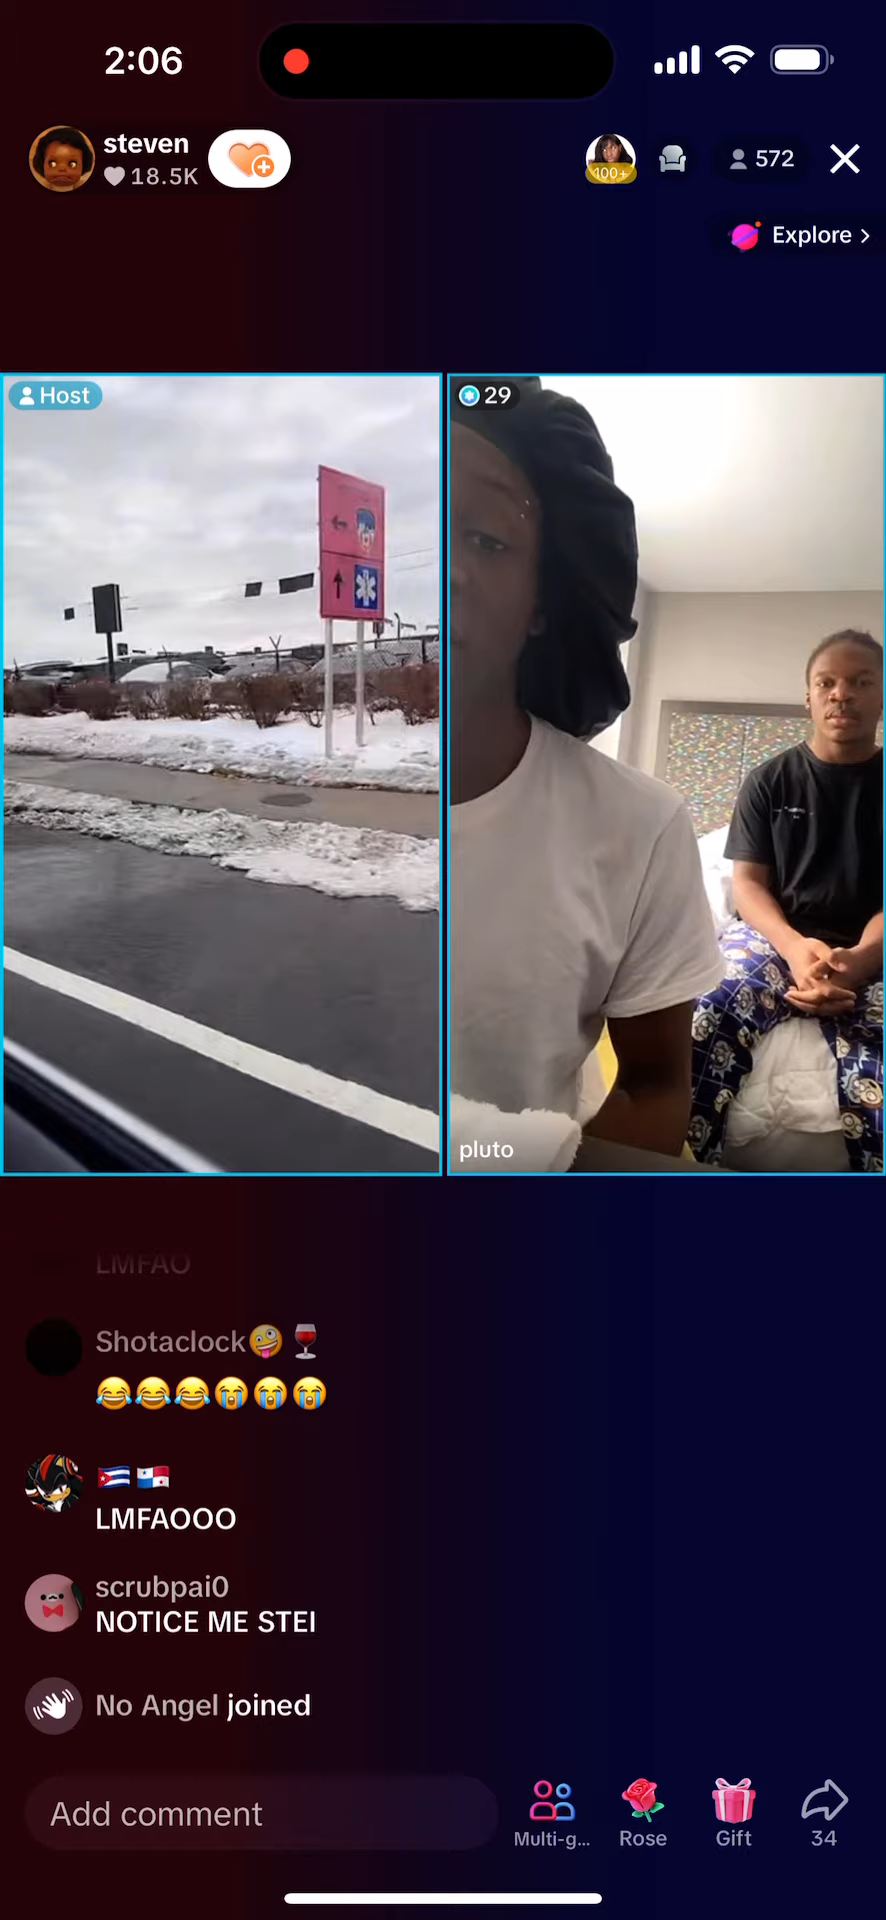 2:06
steven
18.5K
100+
572
Explore >
Host
29
pluto
LMFAO
Shotaclock🤪🍷
😂😂😂😭😭😭
🇨🇺🇵🇦
LMFAOOO
scrubpai0
NOTICE ME STEI
No Angel joined
Add comment
Multi-g...
Rose
Gift
34